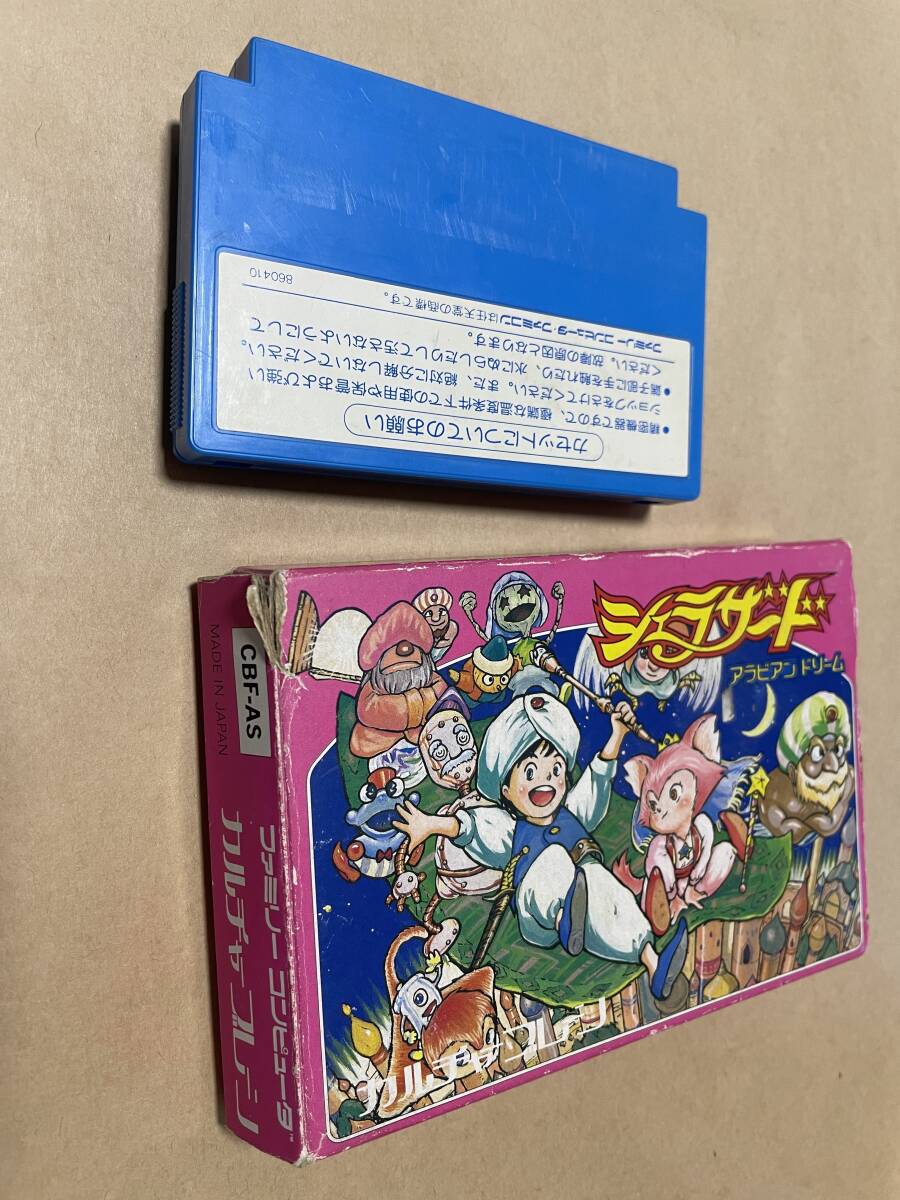 カセットについてのお願い
●精密機器ですので、極端な温度条件下での使用や保管および強い
ショックをさけてください。また、絶対に分解しないでください。
●端子部に手を触れたり、水にぬらしたりして汚さないようにして
ください。故障の原因となります。
ファミリーコンピュータ・ファミコンは任天堂の商標です。
860410
シェラザード
アラビアンドリーム
カルチャーブレーン
CBF-AS
MADE IN JAPAN
ファミリー コンピュータ™
カルチャーブレーン